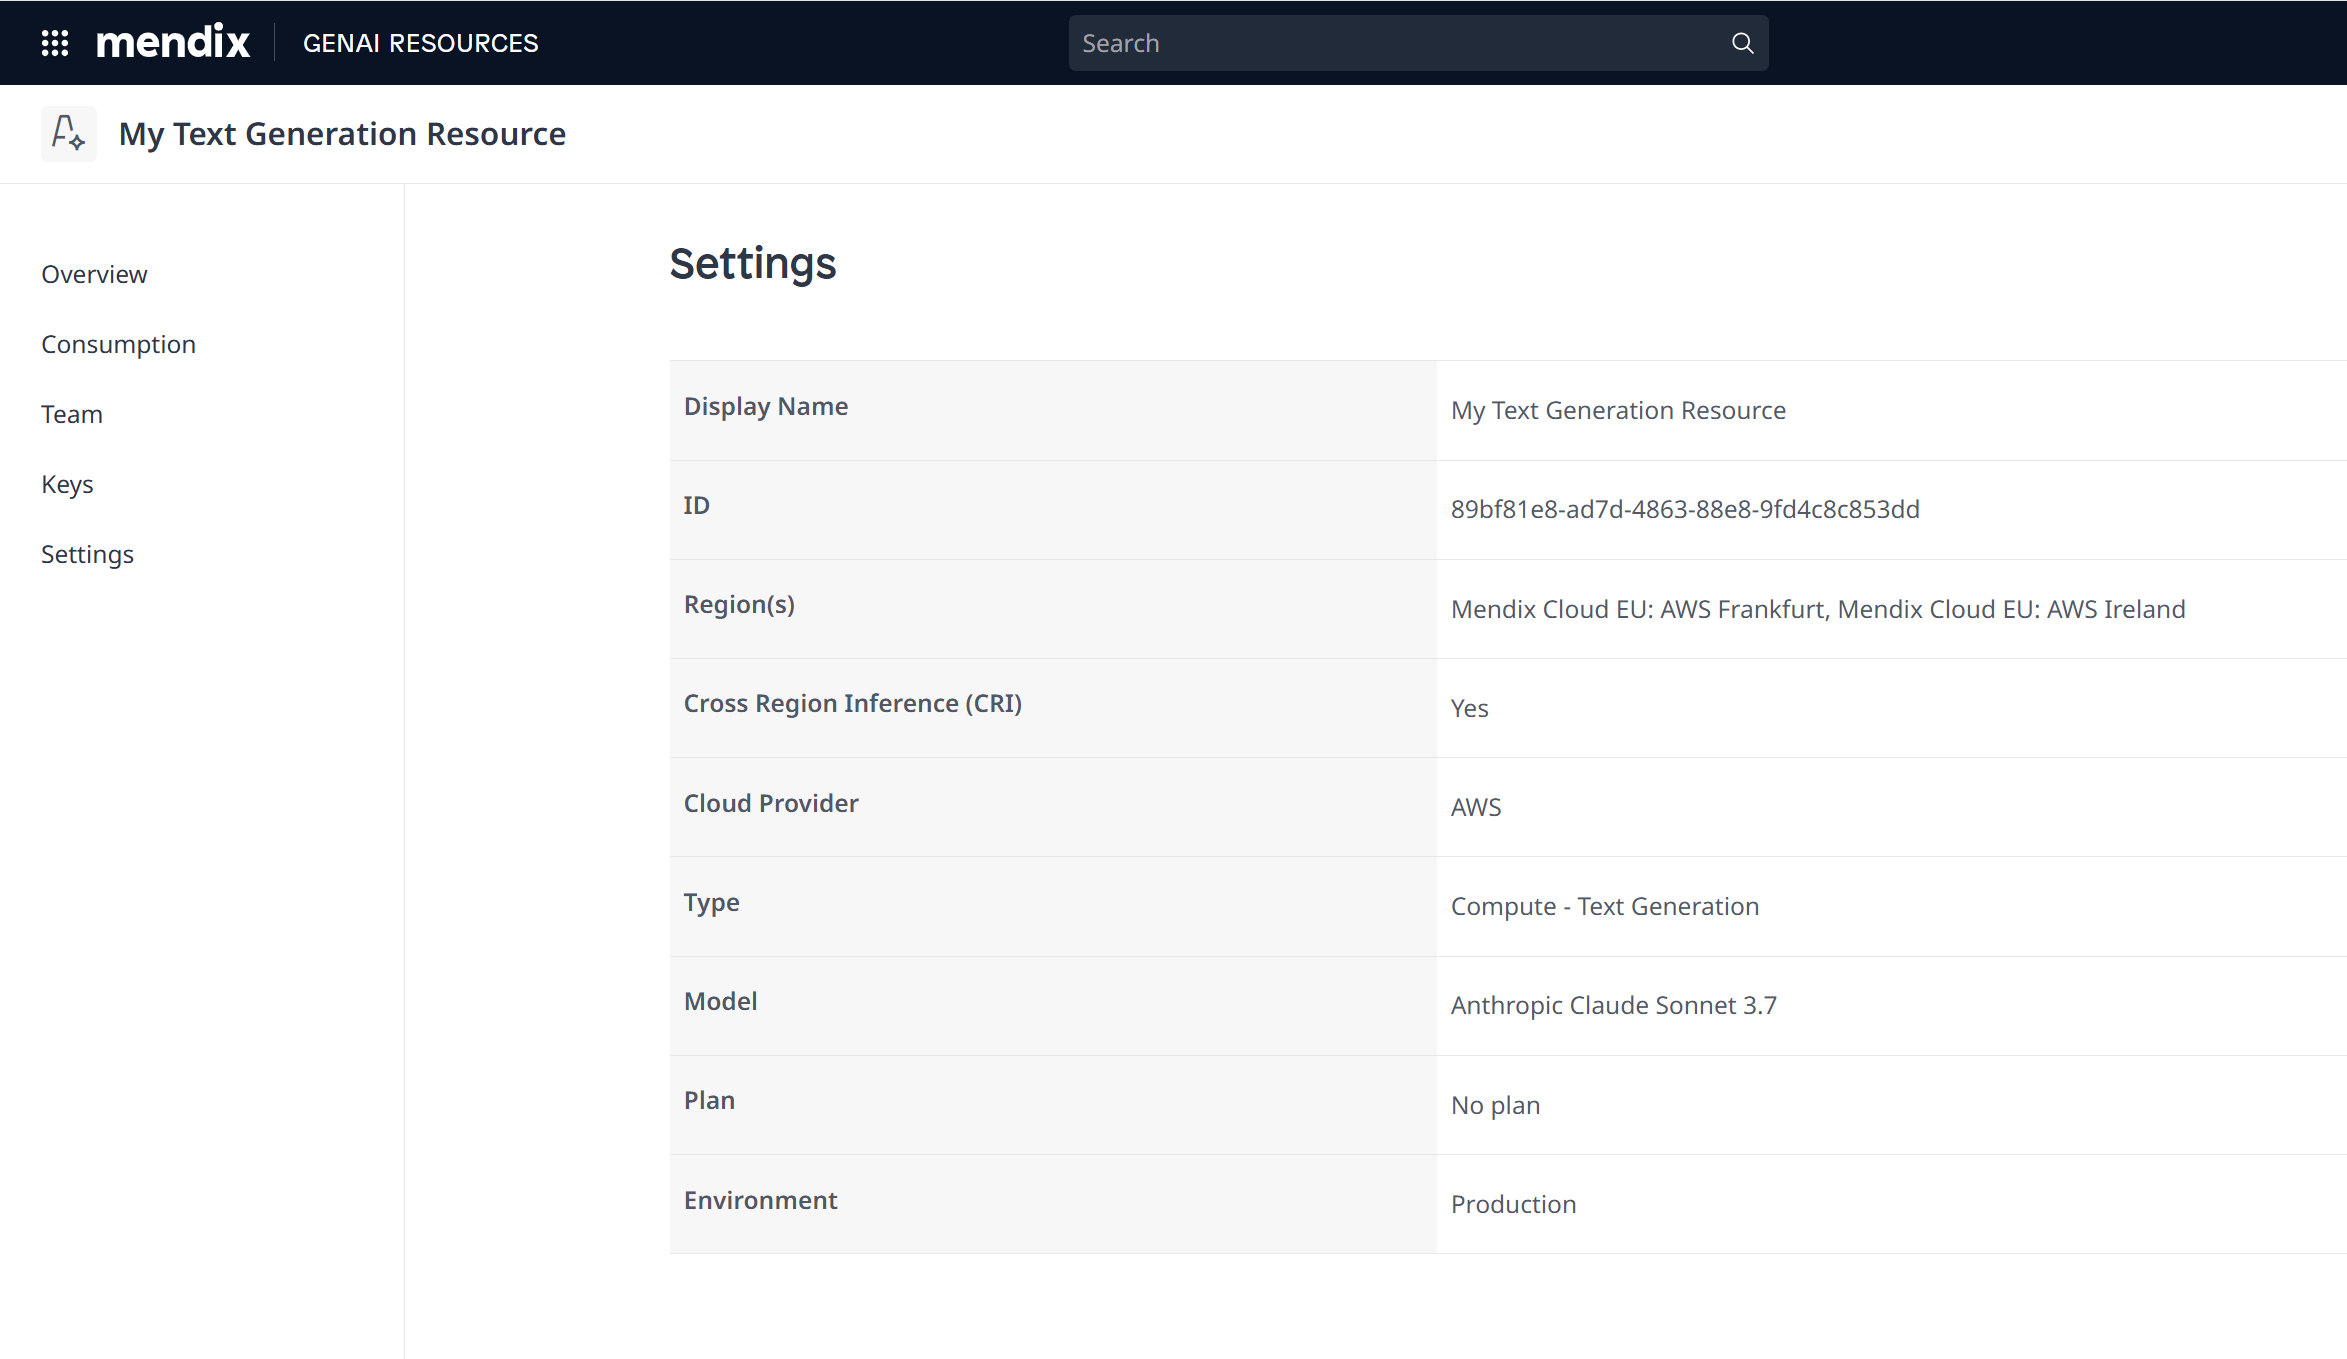 mendix GENAI RESOURCES Search
My Text Generation Resource
Overview
Consumption
Team
Keys
Settings
Settings
Display Name My Text Generation Resource
ID 89bf81e8-ad7d-4863-88e8-9fd4c8c853dd
Region(s) Mendix Cloud EU: AWS Frankfurt, Mendix Cloud EU: AWS Ireland
Cross Region Inference (CRI) Yes
Cloud Provider AWS
Type Compute - Text Generation
Model Anthropic Claude Sonnet 3.7
Plan No plan
Environment Production